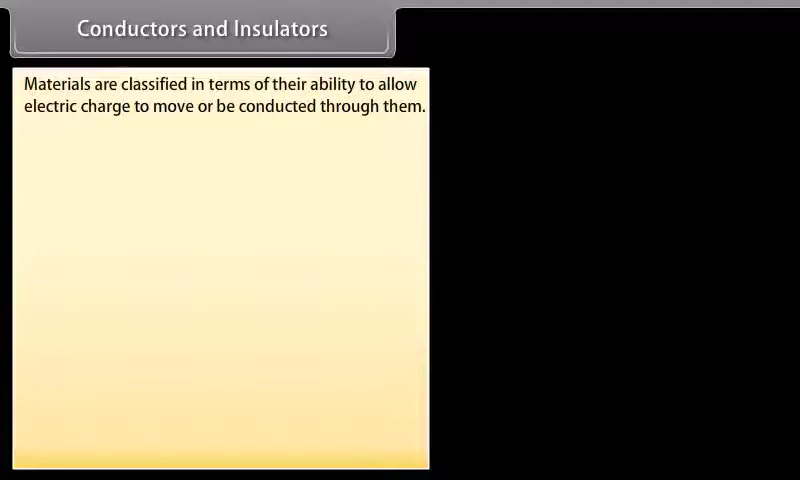 Conductors and Insulators
Materials are classified in terms of their ability to allow
electric charge to move or be conducted through them.